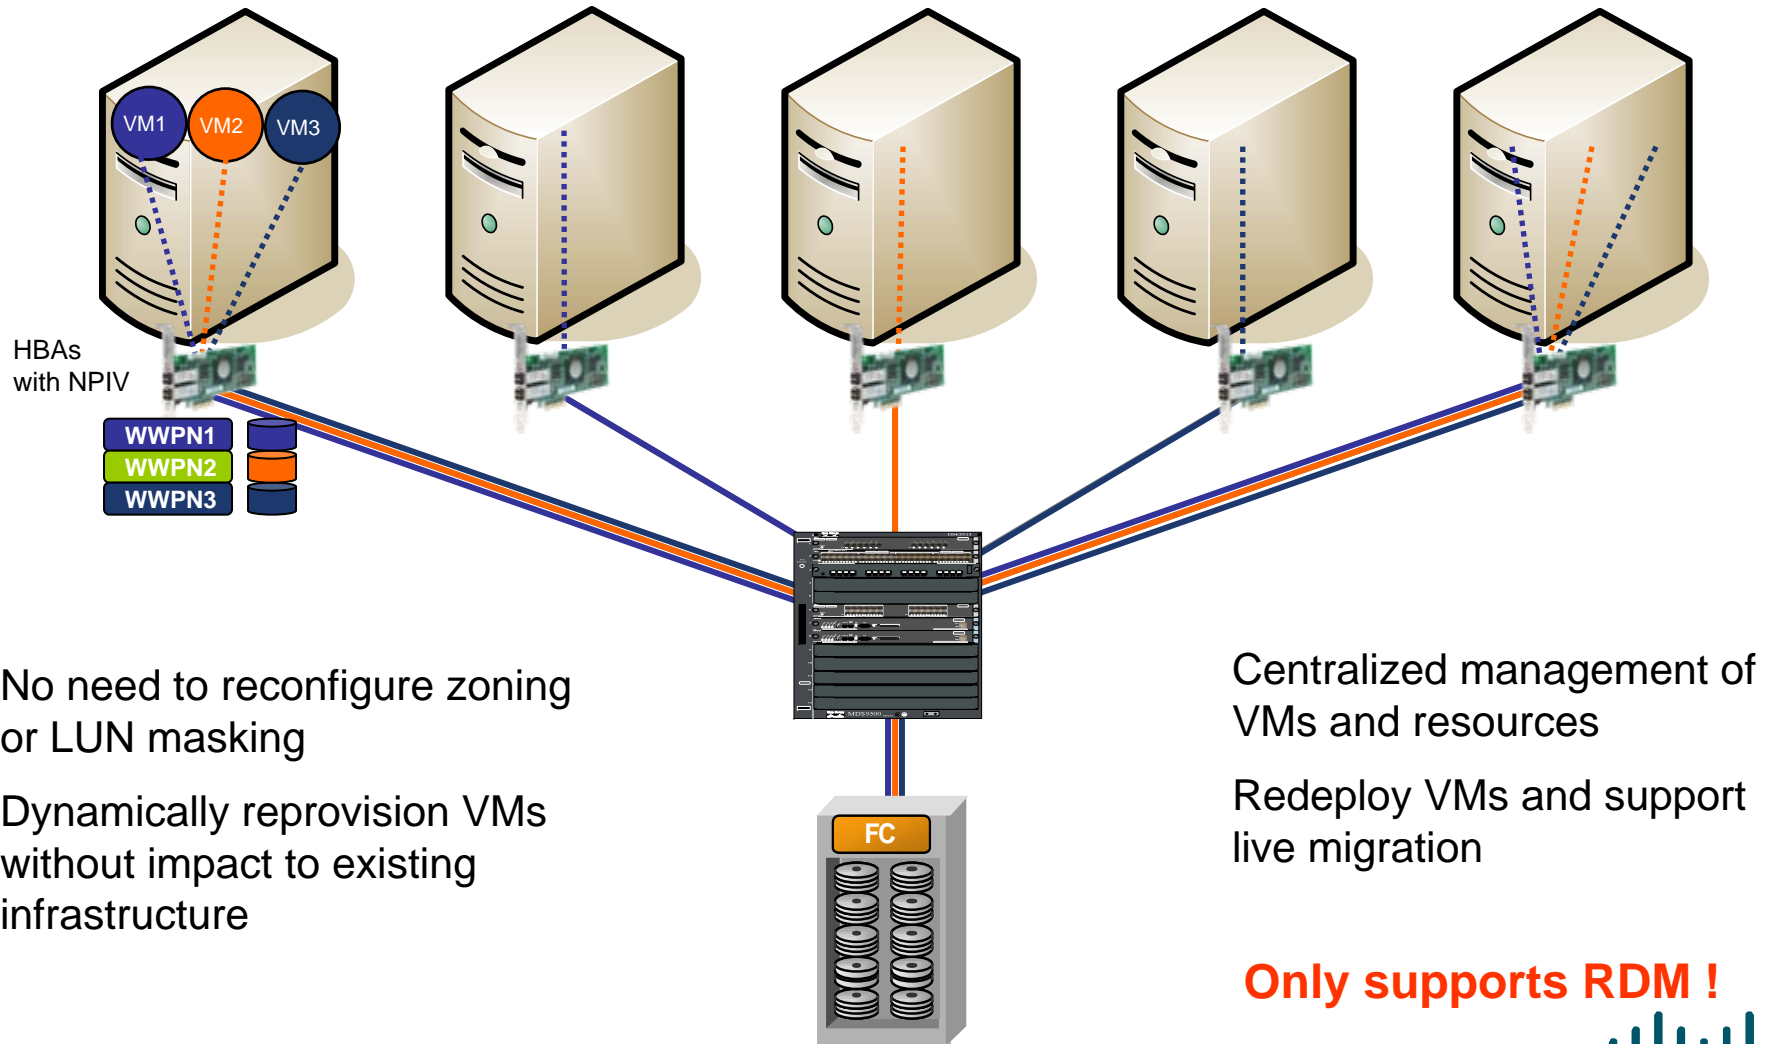 VM1
VM2
VM3
HBAs
with NPIV
WWPN1
WWPN2
WWPN3
MDS9500
No need to reconfigure zoning
or LUN masking
Dynamically reprovision VMs
without impact to existing
infrastructure
FC
Centralized management of
VMs and resources
Redeploy VMs and support
live migration
Only supports RDM !